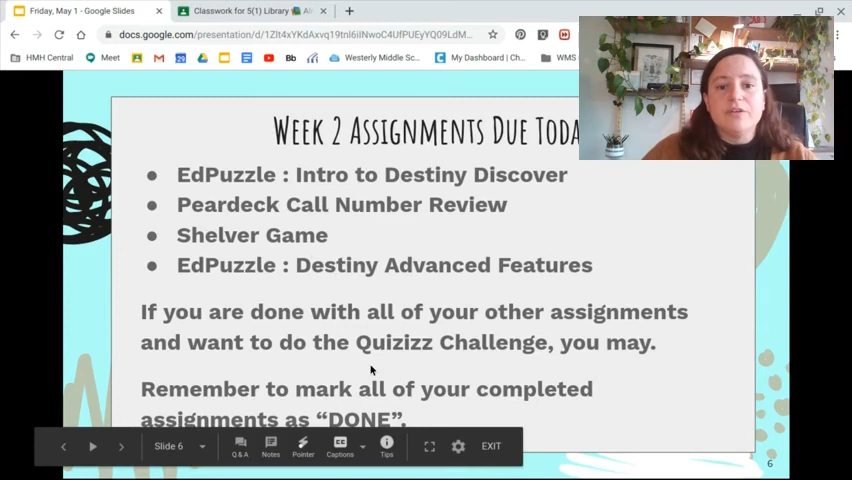 Friday, May 1 - Google Slides
Classwork for 5(1) Library
docs.google.com/presentation/d/1Zlt4xYKdAxvq19tnl6iINwoC4UfPUEyYQ09LdM...
HMH Central
Meet
Westerly Middle Sc...
My Dashboard | Ch...
WMS
WEEK 2 ASSIGNMENTS DUE TODA
● EdPuzzle : Intro to Destiny Discover
● Peardeck Call Number Review
● Shelver Game
● EdPuzzle : Destiny Advanced Features
If you are done with all of your other assignments
and want to do the Quizizz Challenge, you may.
Remember to mark all of your completed
assignments as “DONE”.
Slide 6
Q & A
Notes
Pointer
Captions
Tips
EXIT
6